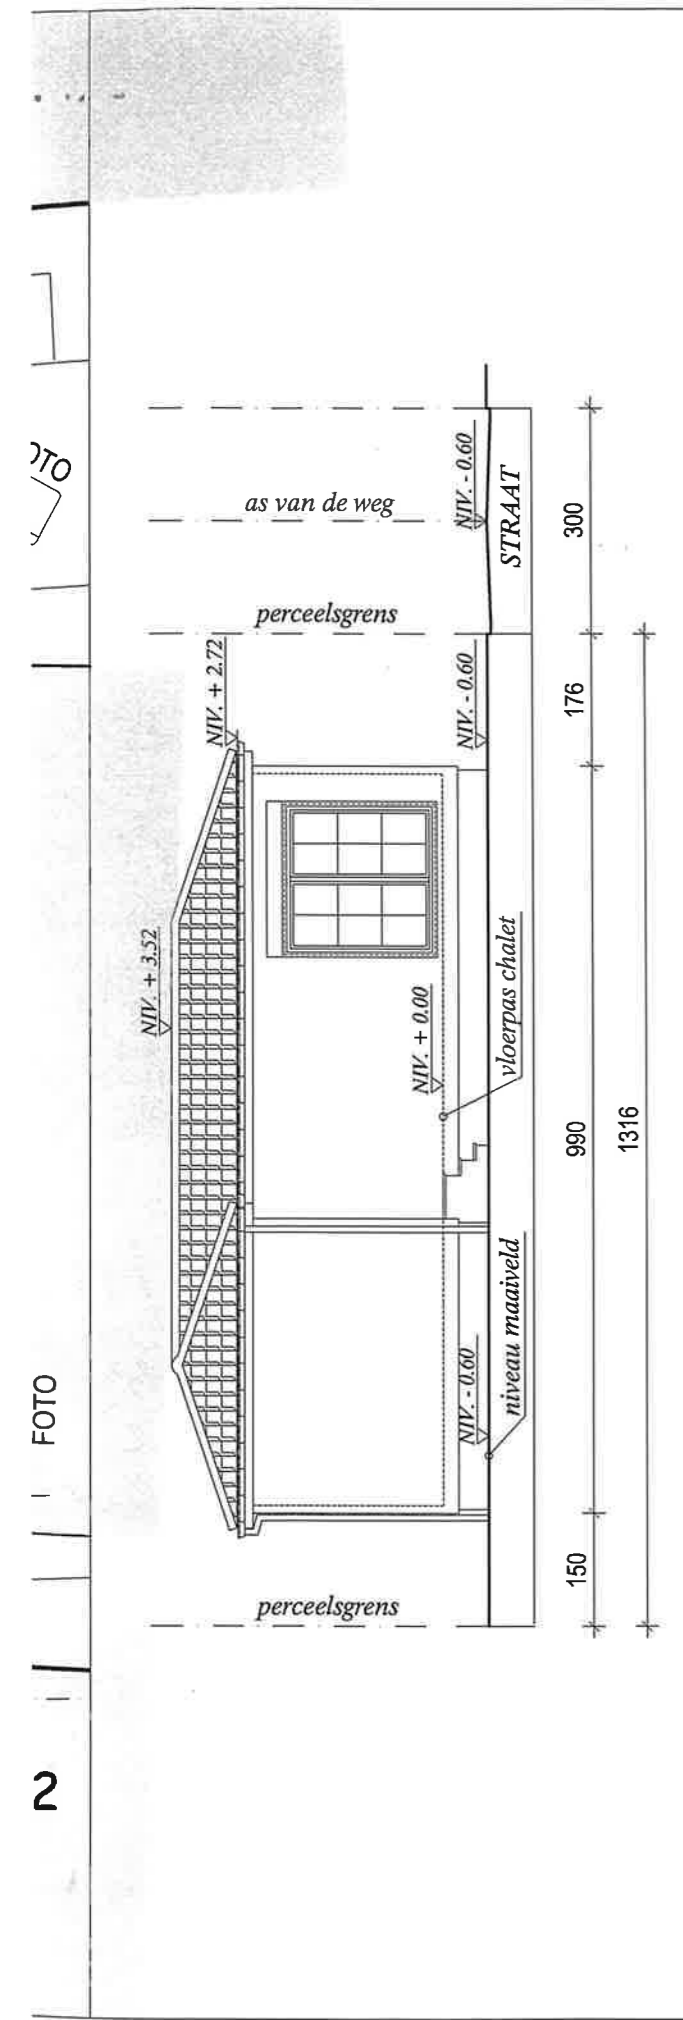 OTO
FOTO
2
as van de weg
perceelsgrens
NIV. - 0.60
STRAAT
300
NIV. + 2.72
NIV. - 0.60
176
NIV. + 3.52
NIV. + 0.00
vloerpas chalet
990
1316
NIV. - 0.60
niveau maaiveld
perceelsgrens
150